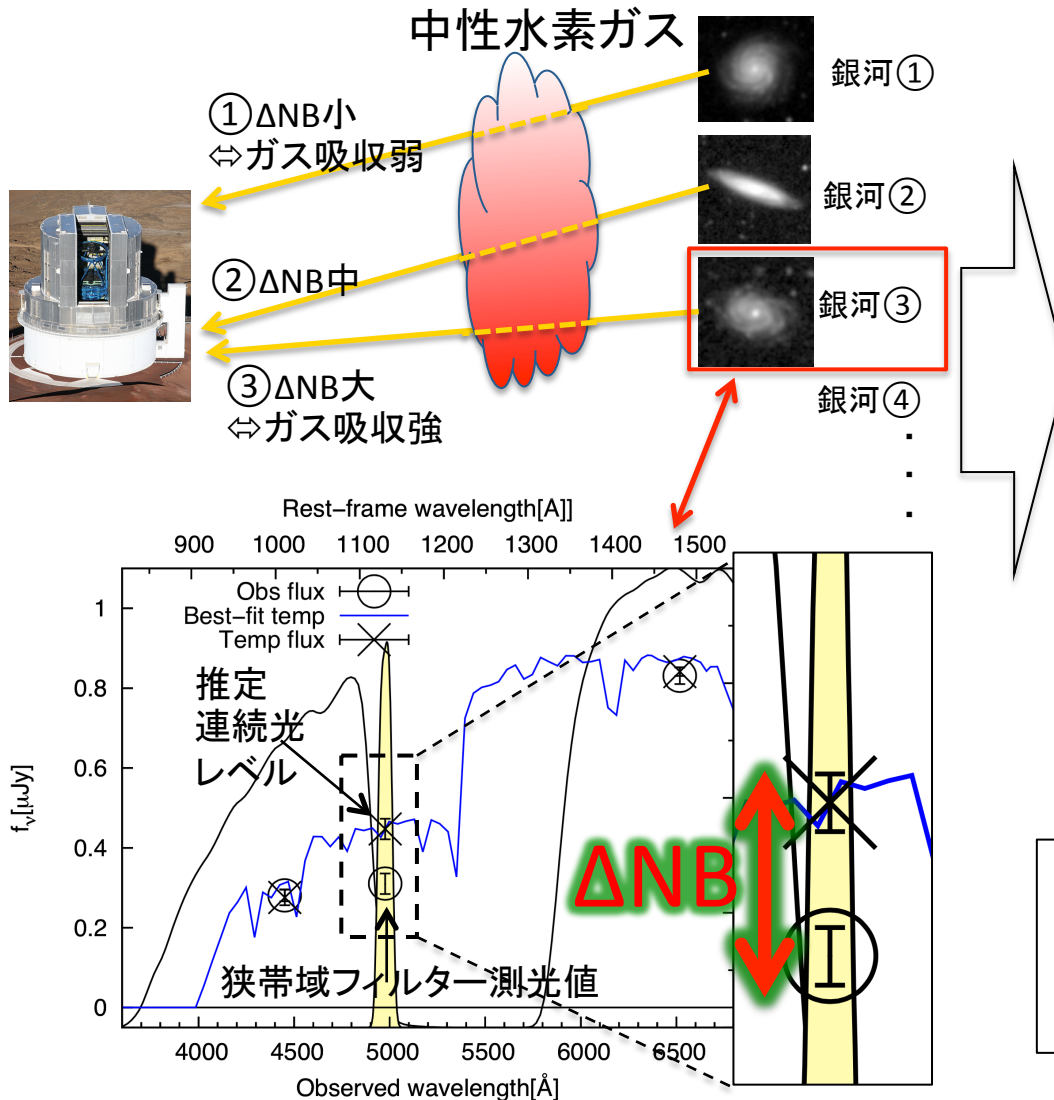 中性水素ガス
銀河①
①ΔNB小
⇔ガス吸収弱
銀河②
②ΔNB中
銀河③
③ΔNB大
⇔ガス吸収強
銀河④
・
・
・
Rest−frame wavelength[A]]
900 1000 1100 1200 1300 1400 1500
Obs flux
Best−fit temp
Temp flux
推定
連続光
レベル
1
0.8
0.6
0.4
0.2
0
fν[μJy]
ΔNB
狭帯域フィルター測光値
4000 4500 5000 5500 6000 6500
Observed wavelength[Å]